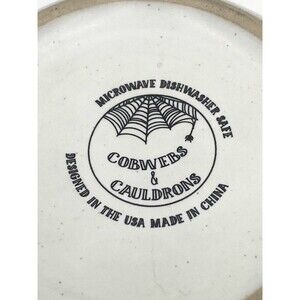 MICROWAVE DISHWASHER SAFE
COBWEBS
&
CAULDRONS
DESIGNED IN THE USA MADE IN CHINA